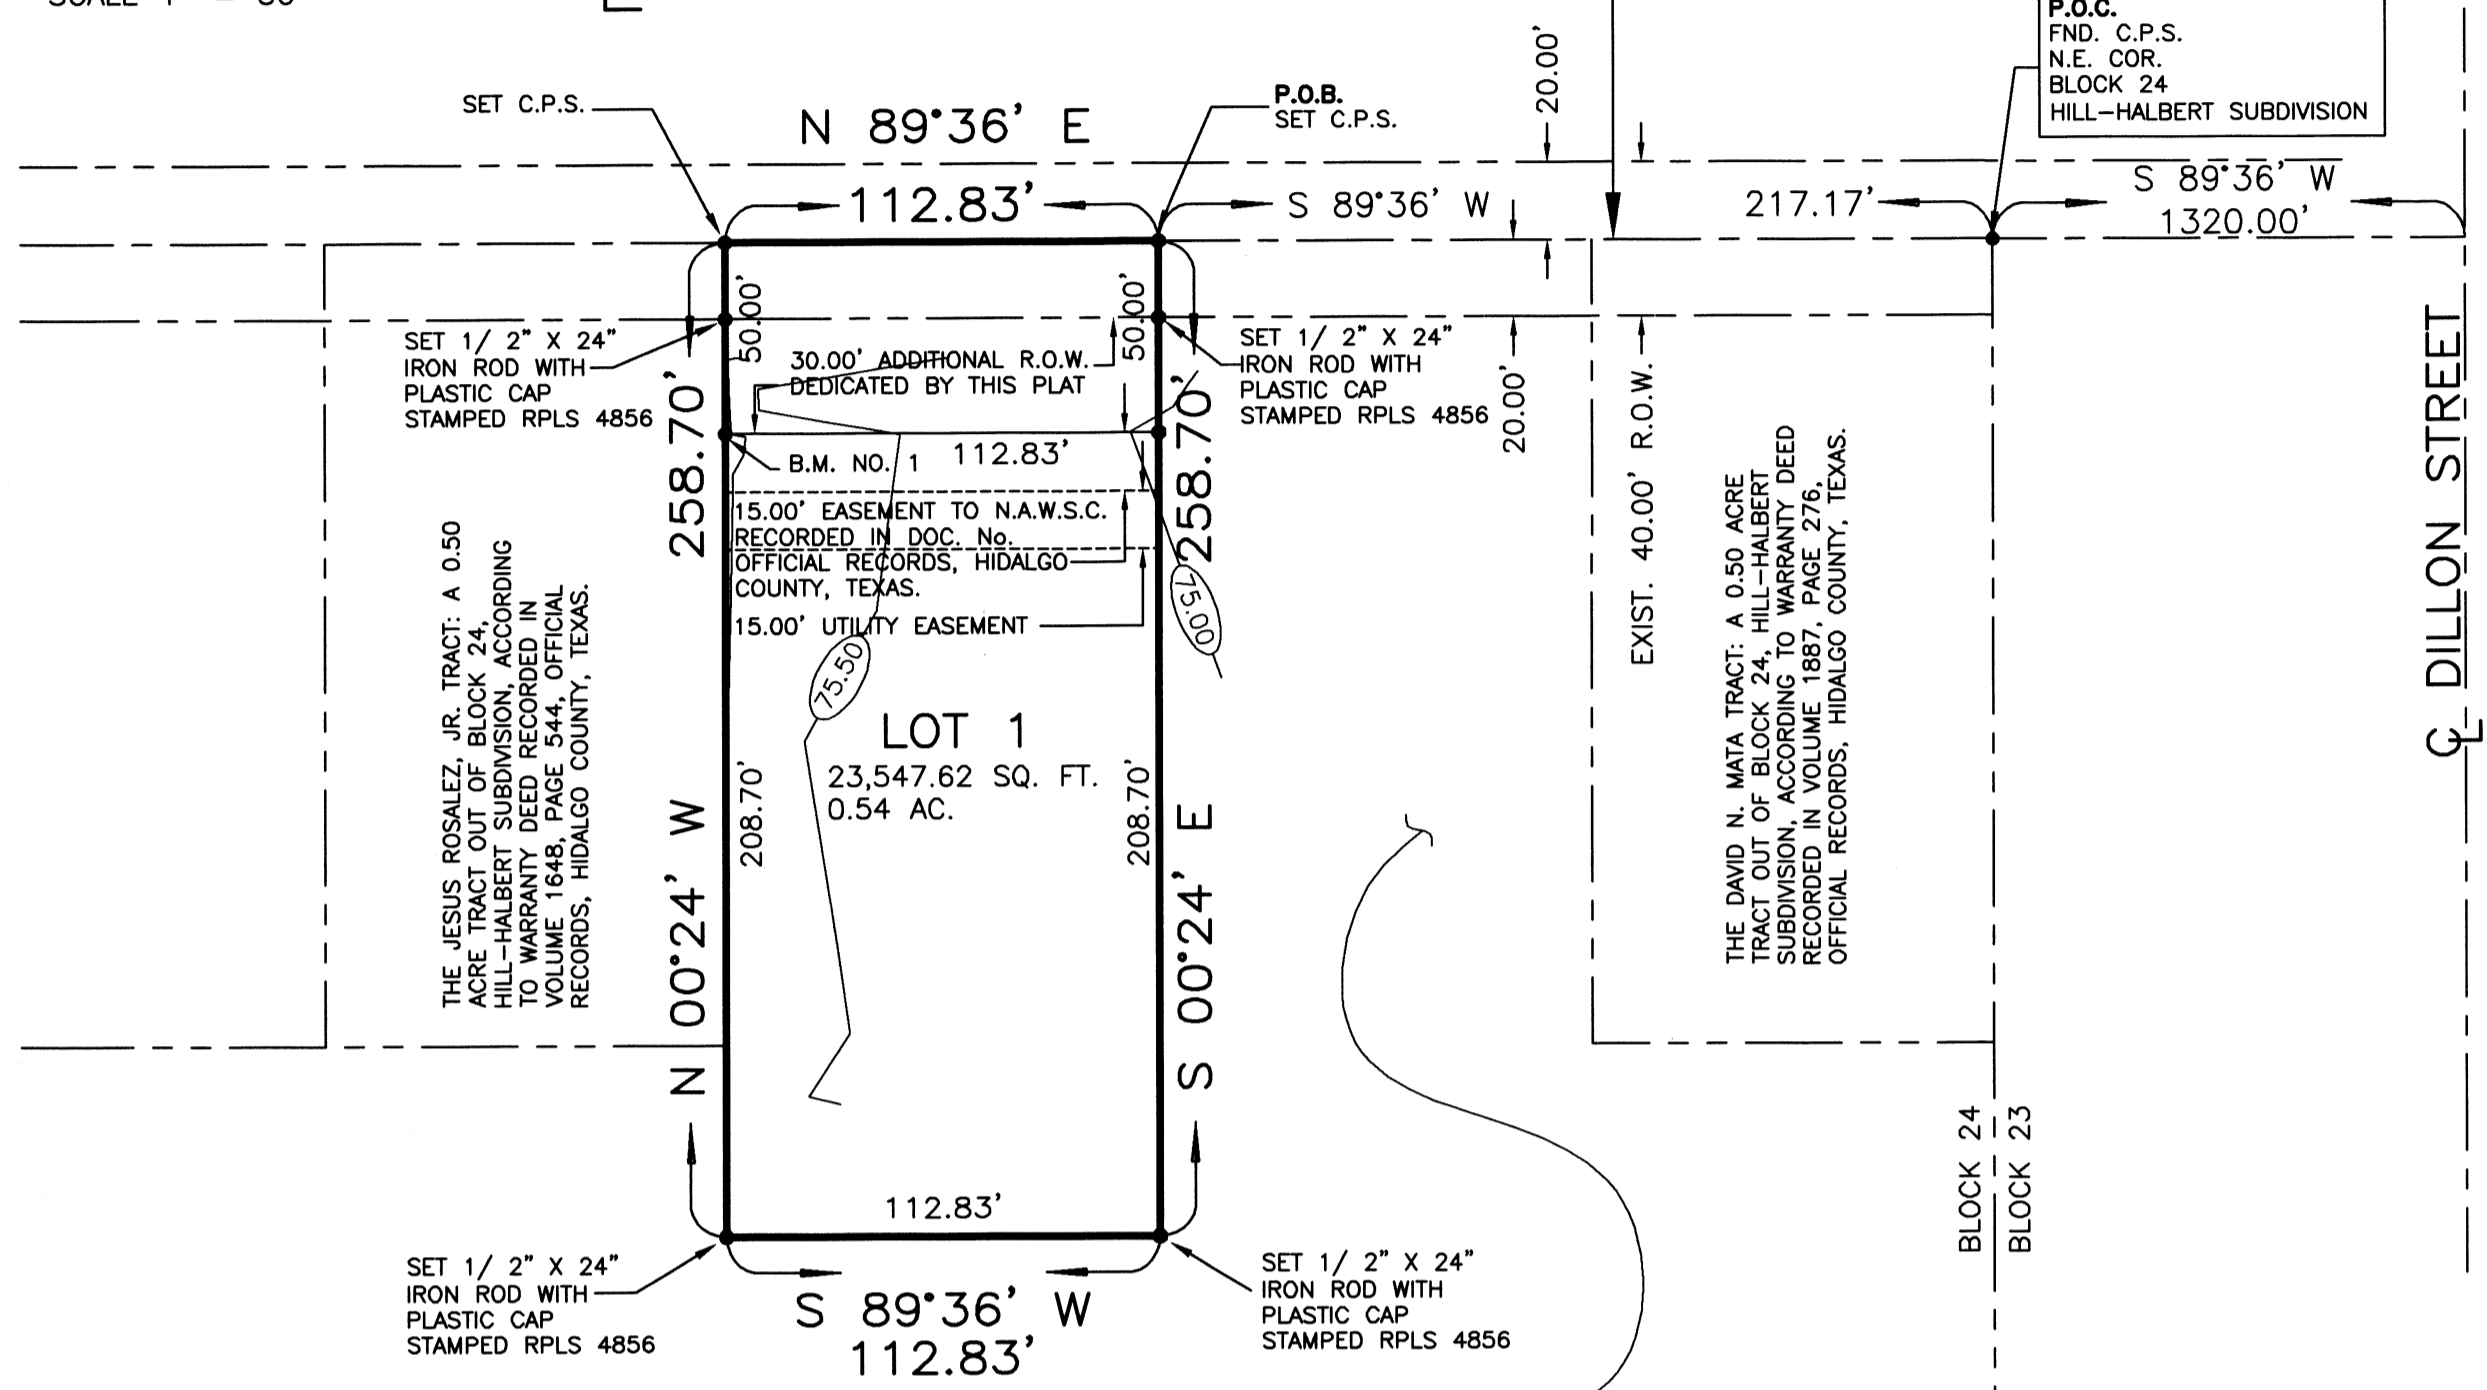 P.O.C.
FND. C.P.S.
N.E. COR.
BLOCK 24
HILL-HALBERT SUBDIVISION
20.00'
SET C.P.S.
P.O.B.
SET C.P.S.
N 89°36' E
112.83'
S 89°36' W
217.17'
S 89°36' W
1320.00'
50.00'
50.00'
SET 1/ 2" X 24"
IRON ROD WITH
PLASTIC CAP
STAMPED RPLS 4856
30.00' ADDITIONAL R.O.W.
DEDICATED BY THIS PLAT
SET 1/ 2" X 24"
IRON ROD WITH
PLASTIC CAP
STAMPED RPLS 4856
20.00'
EXIST. 40.00' R.O.W.
258.70'
258.70'
B.M. NO. 1
112.83'
15.00' EASEMENT TO N.A.W.S.C.
RECORDED IN DOC. No.
OFFICIAL RECORDS, HIDALGO
COUNTY, TEXAS.
15.00' UTILITY EASEMENT
75.50
75.00
LOT 1
23,547.62 SQ. FT.
0.54 AC.
208.70'
208.70'
N 00°24' W
S 00°24' E
THE JESUS ROSALEZ, JR. TRACT: A 0.50
ACRE TRACT OUT OF BLOCK 24,
HILL-HALBERT SUBDIVISION, ACCORDING
TO WARRANTY DEED RECORDED IN
VOLUME 1648, PAGE 544, OFFICIAL
RECORDS, HIDALGO COUNTY, TEXAS.
THE DAVID N. MATA TRACT: A 0.50 ACRE
TRACT OUT OF BLOCK 24, HILL-HALBERT
SUBDIVISION, ACCORDING TO WARRANTY DEED
RECORDED IN VOLUME 1887, PAGE 276,
OFFICIAL RECORDS, HIDALGO COUNTY, TEXAS.
℄ DILLON STREET
BLOCK 24
BLOCK 23
112.83'
SET 1/ 2" X 24"
IRON ROD WITH
PLASTIC CAP
STAMPED RPLS 4856
S 89°36' W
112.83'
SET 1/ 2" X 24"
IRON ROD WITH
PLASTIC CAP
STAMPED RPLS 4856